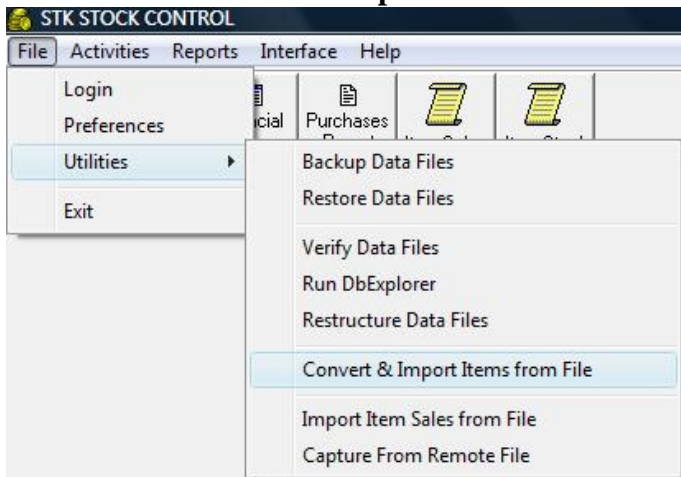 STK STOCK CONTROL
File Activities Reports Interface Help
Login
Preferences
Utilities
Exit
Purchases
Backup Data Files
Restore Data Files
Verify Data Files
Run DbExplorer
Restructure Data Files
Convert & Import Items from File
Import Item Sales from File
Capture From Remote File